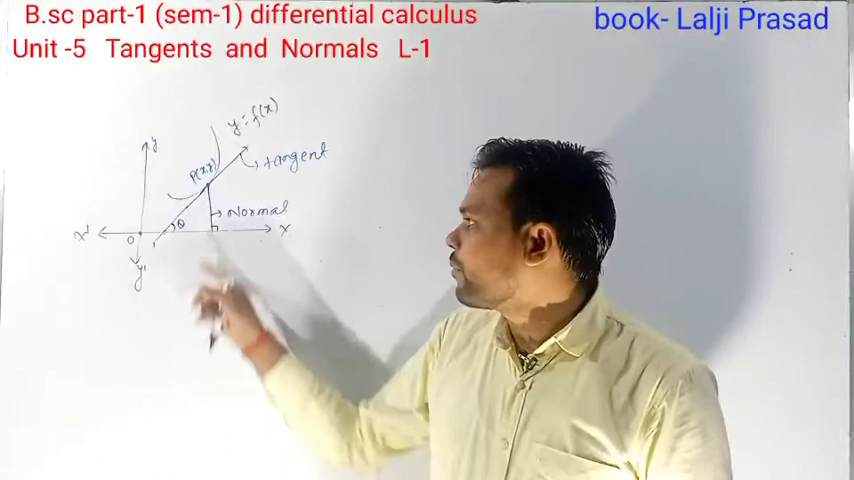 B.sc part-1 (sem-1) differential calculus
book- Lalji Prasad
Unit -5 Tangents and Normals L-1
y = f(x)
y
P(x,y)
tangent
Normal
θ
x' O x
y'